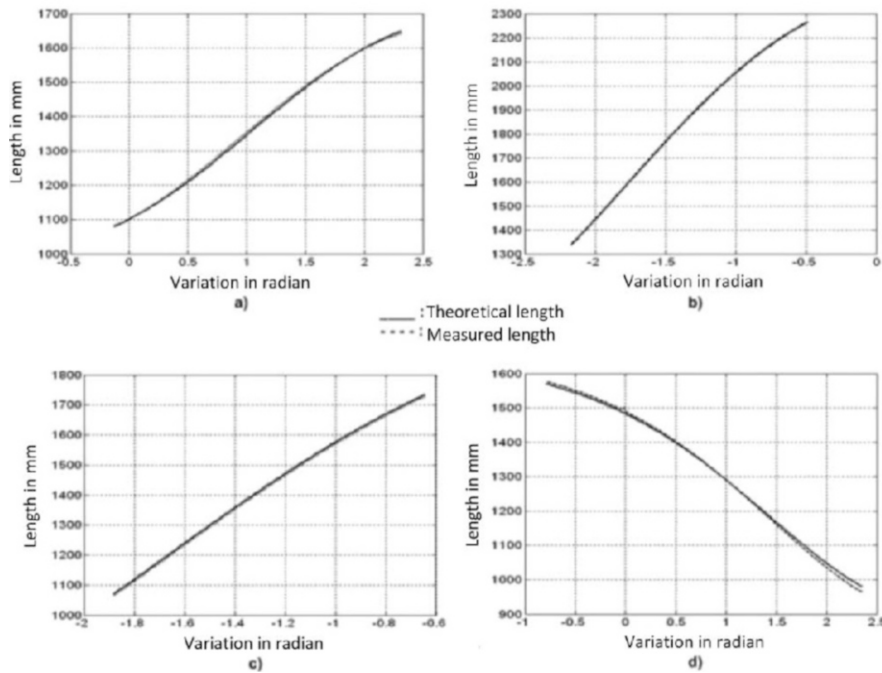 1700
1600
1500
1400
1300
1200
1100
1000
-0.5 0 0.5 1 1.5 2 2.5
Length in mm
Variation in radian
a)
2300
2200
2100
2000
1900
1800
1700
1600
1500
1400
1300
-2.5 -2 -1.5 -1 -0.5 0
Length in mm
Variation in radian
b)
: Theoretical length
: Measured length
1800
1700
1600
1500
1400
1300
1200
1100
1000
-2 -1.8 -1.6 -1.4 -1.2 -1 -0.8 -0.6
Length in mm
Variation in radian
c)
1600
1500
1400
1300
1200
1100
1000
900
-1 -0.5 0 0.5 1 1.5 2 2.5
Length in mm
Variation in radian
d)